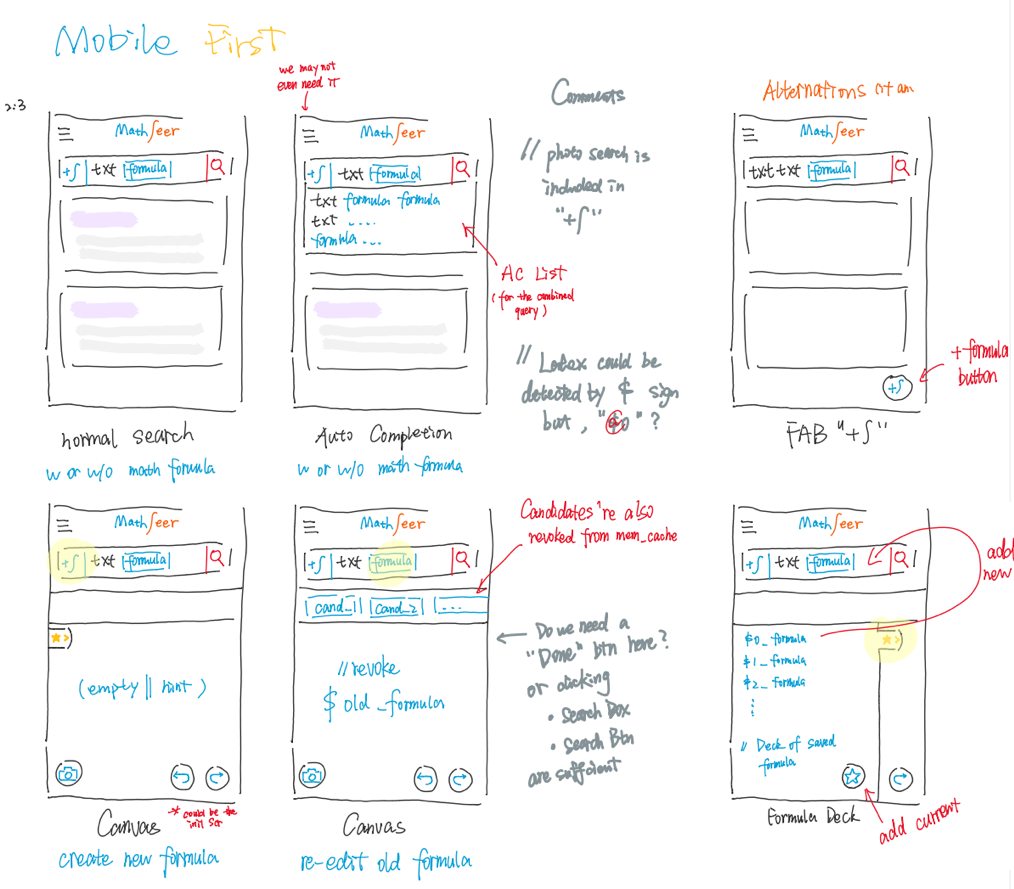 Mobile First
2:3
we may not
even need it
MathSeer
+∫ txt formula
normal search
w or w/o math formula
MathSeer
+∫ txt formula
txt formula formula
txt ....
formula ...
AC List
(for the combined
query)
Auto Completion
w or w/o math formula
Comments
// photo search is
included in
"+∫"
// Latex could be
detected by $ sign
but, "$0"?
Alternations
MathSeer
txt txt formula
+∫
+ formula
button
FAB "+∫"
MathSeer
+∫ txt formula
(empty || hint)
Canvas
* could be the
init Scr
create new formula
MathSeer
+∫ txt formula
cand_1 cand_2 ...
// revoke
$ old_formula
Canvas
re-edit old formula
Candidates're also
revoked from mem_cache
Do we need a
"Done" btn here?
or clicking
• Search Box
• Search Btn
are sufficient
MathSeer
+∫ txt formula
add
new
$0_formula
$1_formula
$2_formula
// Deck of saved
formula
Formula Deck
add current